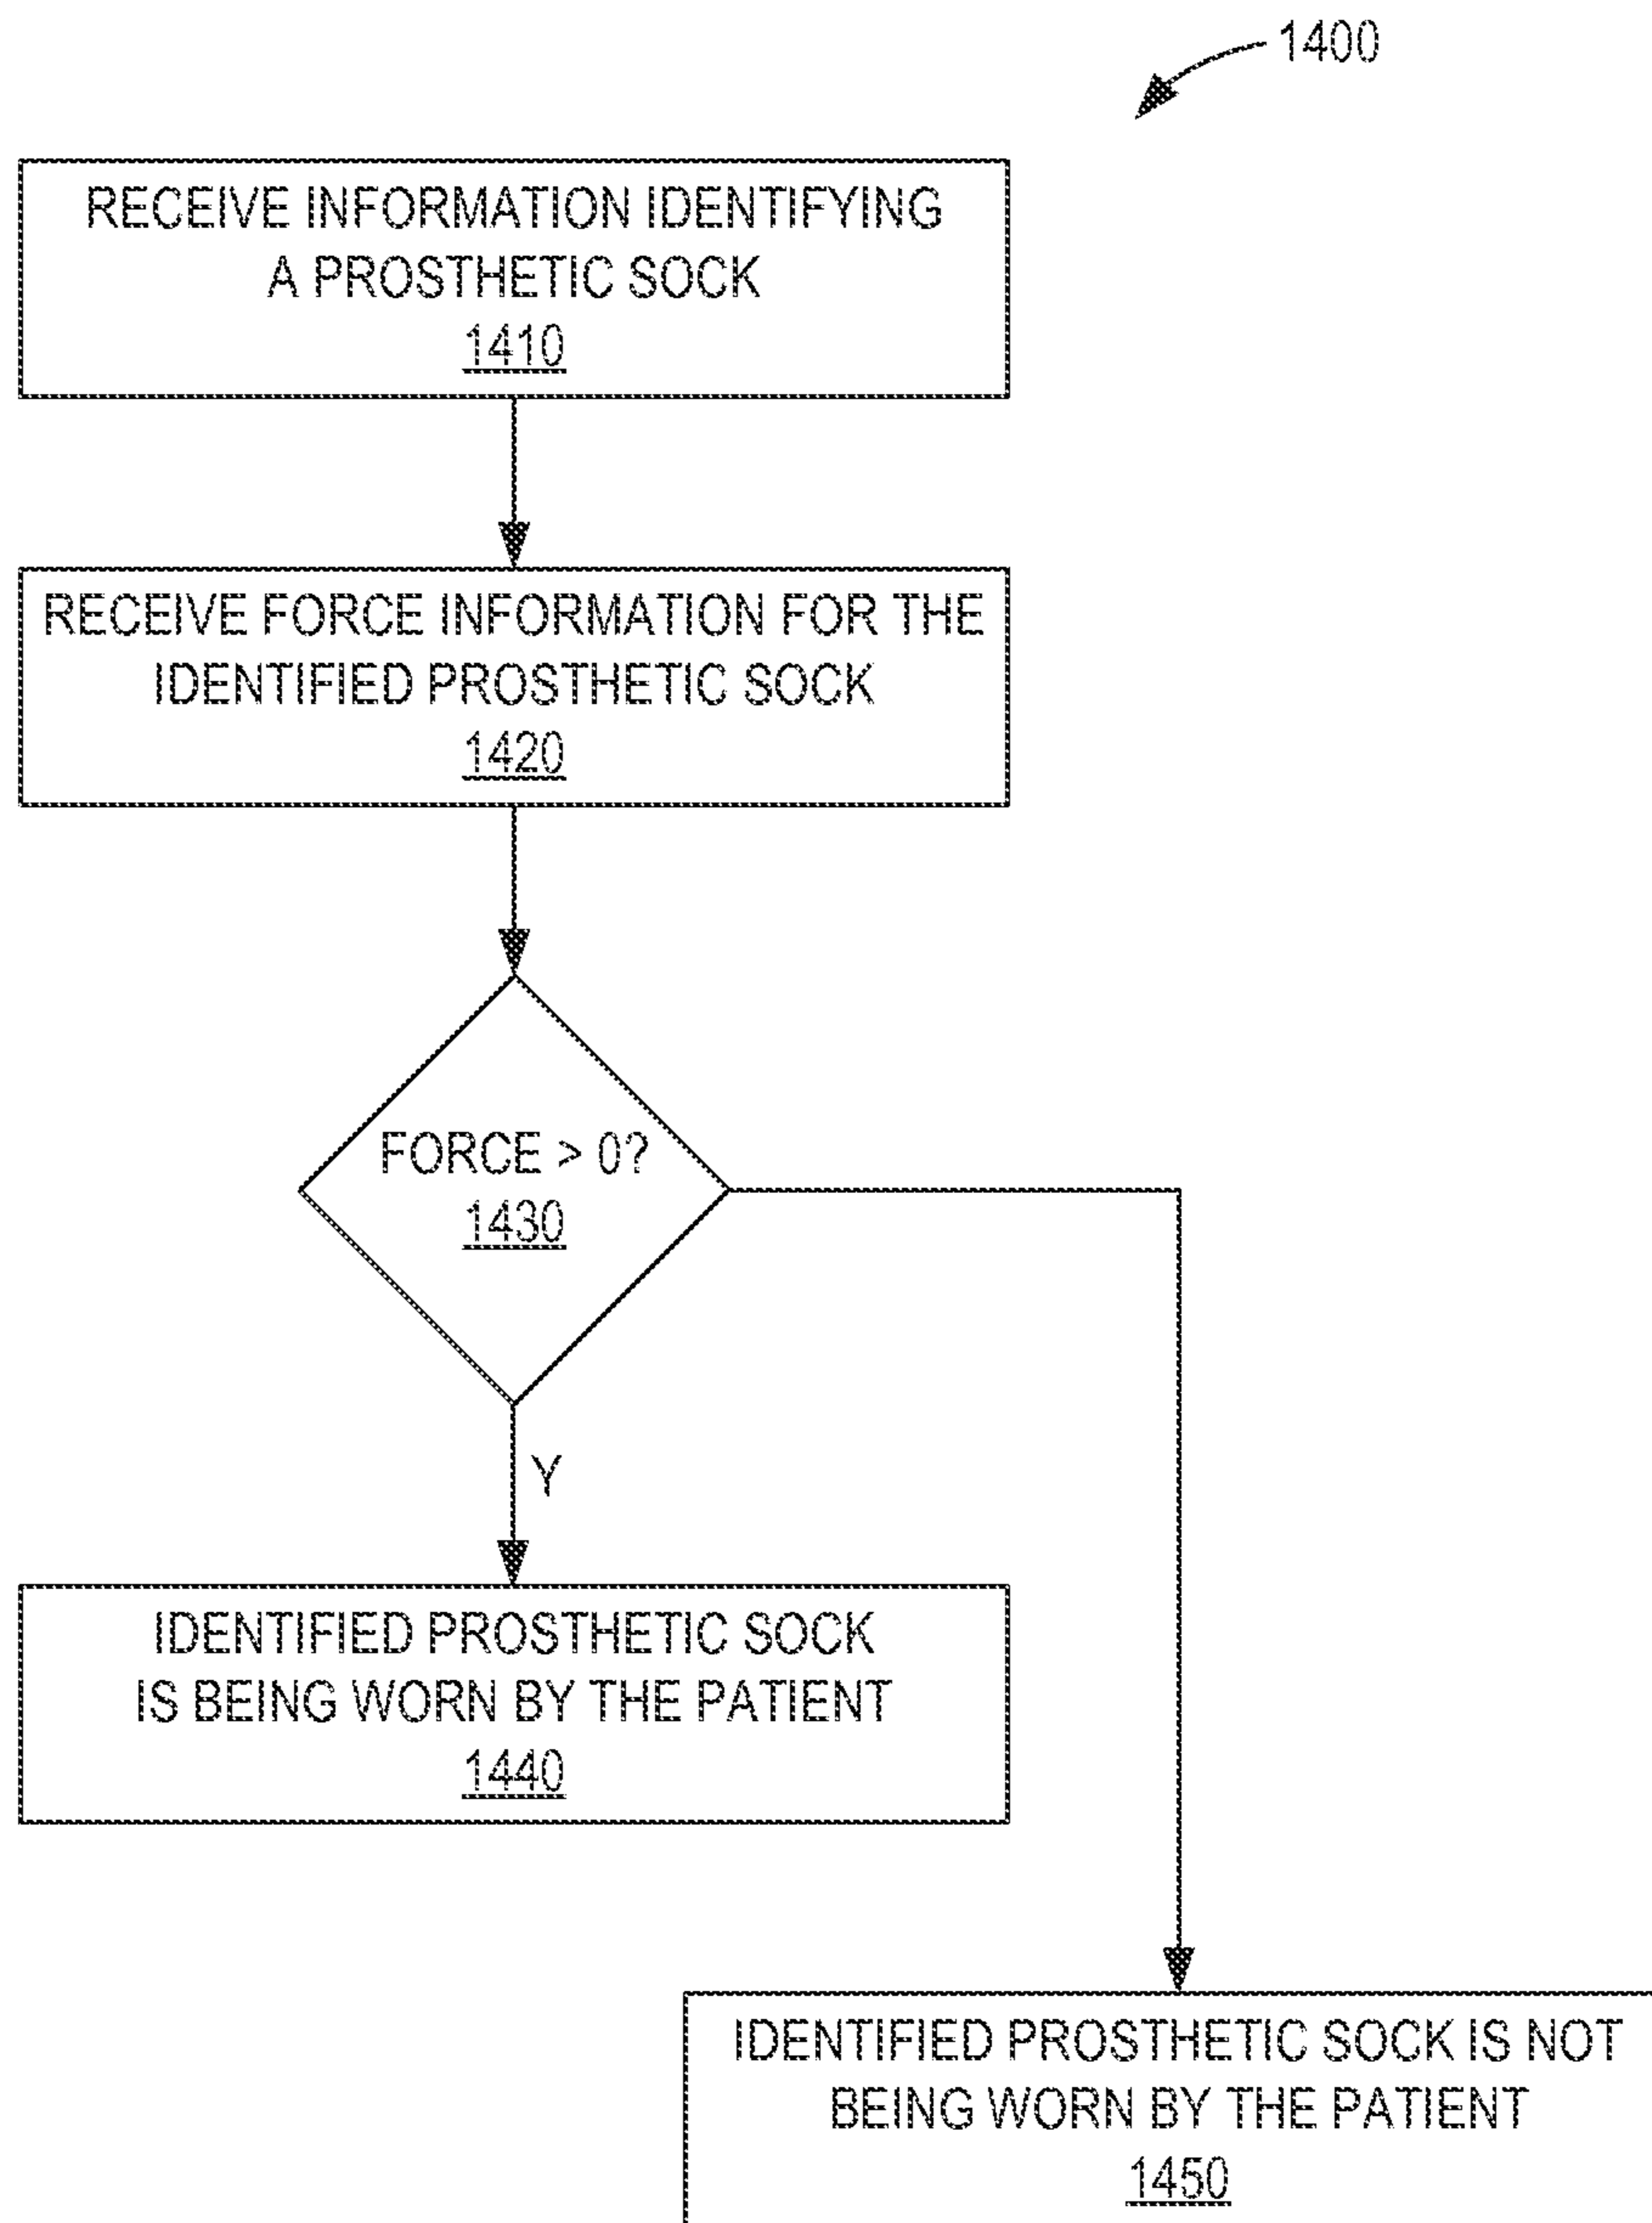 1400
RECEIVE INFORMATION IDENTIFYING
A PROSTHETIC SOCK
1410
RECEIVE FORCE INFORMATION FOR THE
IDENTIFIED PROSTHETIC SOCK
1420
FORCE > 0?
1430
Y
IDENTIFIED PROSTHETIC SOCK
IS BEING WORN BY THE PATIENT
1440
IDENTIFIED PROSTHETIC SOCK IS NOT
BEING WORN BY THE PATIENT
1450